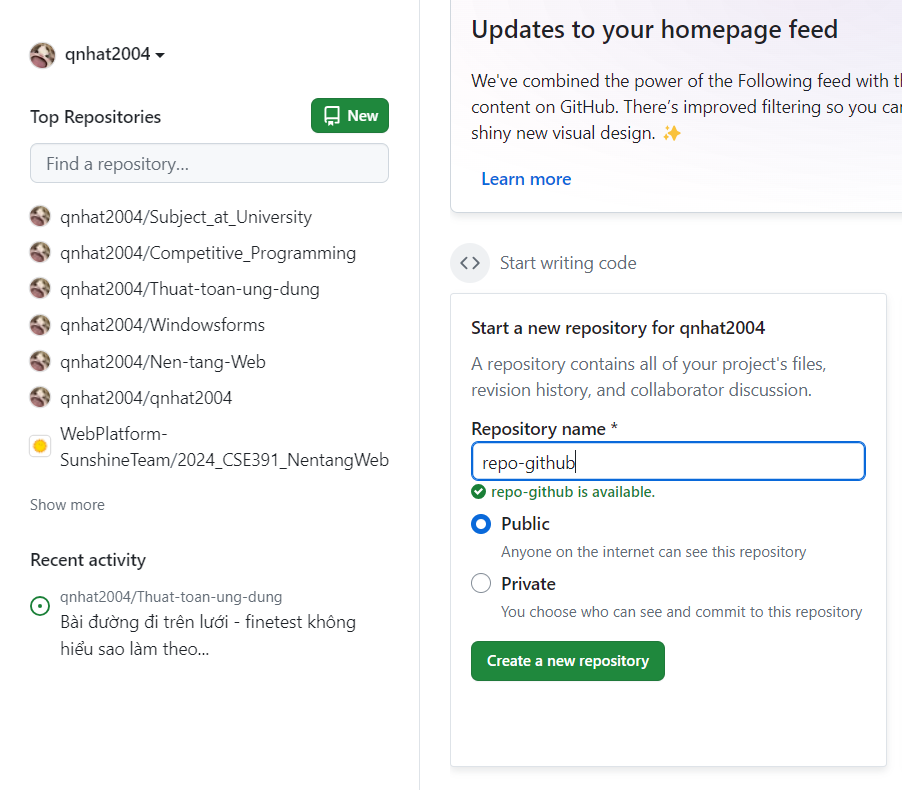 qnhat2004
Top Repositories
New
Find a repository...
qnhat2004/Subject_at_University
qnhat2004/Competitive_Programming
qnhat2004/Thuat-toan-ung-dung
qnhat2004/Windowsforms
qnhat2004/Nen-tang-Web
qnhat2004/qnhat2004
WebPlatform-
SunshineTeam/2024_CSE391_NentangWeb
Show more
Recent activity
qnhat2004/Thuat-toan-ung-dung
Bài đường đi trên lưới - finetest không
hiểu sao làm theo...
Updates to your homepage feed
We've combined the power of the Following feed with
content on GitHub. There’s improved filtering so you
shiny new visual design. ✨
Learn more
Start writing code
Start a new repository for qnhat2004
A repository contains all of your project's files,
revision history, and collaborator discussion.
Repository name *
repo-github
repo-github is available.
Public
Anyone on the internet can see this repository
Private
You choose who can see and commit to this repository
Create a new repository